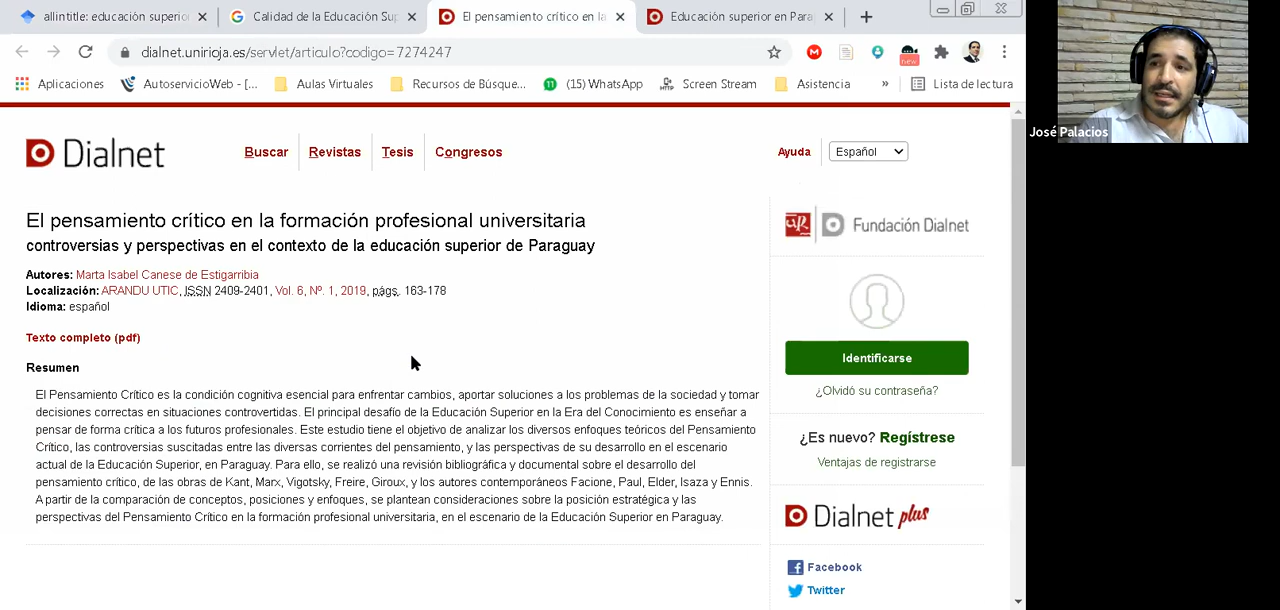 allintitle: educación superior
Calidad de la Educación Sup
El pensamiento crítico en la
Educación superior en Para
dialnet.unirioja.es/servlet/articulo?codigo=7274247
new
Aplicaciones
Autoservicio web - [...
Aulas Virtuales
(15) WhatsApp
Screen Stream
Asistencia
»
Lista de lectura
José Palacios
Dialnet
Buscar
Revistas
Congresos
Ayuda
Español
El pensamiento crítico en la formación profesional universitaria
controversias y perspectivas en el contexto de la educación superior de Paraguay
Fundación Dialnet
Autores: Marta Isabel Canese de Estigarribia
Localización: ARANDU UTIC, ISSN 2409-2401, Vol. 6, Nº. 1, 2019, págs. 163-178
Idioma: español
Texto completo (pdf)
Resumen
El Pensamiento Crítico es la condición cognitiva esencial para enfrentar cambios, aportar soluciones a los problemas de la sociedad y tomar
decisiones correctas en situaciones controvertidas. El principal desafío de la Educación Superior en la Era del Conocimiento es enseñar a
pensar de forma crítica a los futuros profesionales. Este estudio tiene el objetivo de analizar los diversos enfoques teóricos del Pensamiento
Crítico, las controversias suscitadas entre las diversas corrientes del pensamiento, y las perspectivas de su desarrollo en el escenario
actual de la Educación Superior, en Paraguay. Para ello, se realizó una revisión bibliográfica y documental sobre el desarrollo del
pensamiento crítico, de las obras de Kant, Marx, Vigotsky, Freire, Giroux, y los autores contemporáneos Facione, Paul, Elder, Isaza y Ennis.
A partir de la comparación de conceptos, posiciones y enfoques, se plantean consideraciones sobre la posición estratégica y las
perspectivas del Pensamiento Crítico en la formación profesional universitaria, en el escenario de la Educación Superior en Paraguay.
Identificarse
¿Olvidó su contraseña?
¿Es nuevo? Regístrese
Ventajas de registrarse
Dialnet plus
Facebook
Twitter